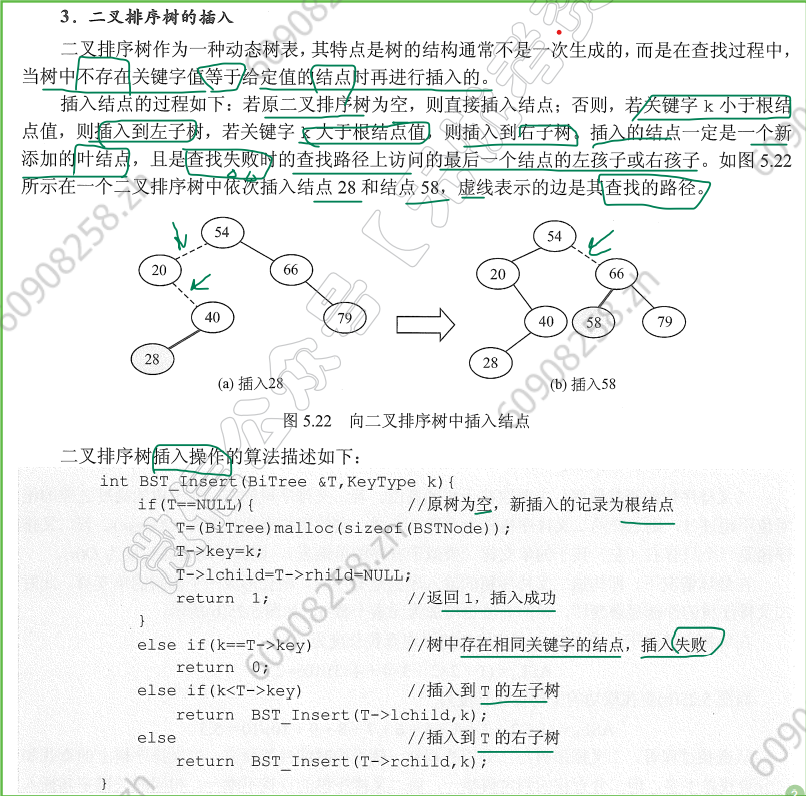 3．二叉排序树的插入
二叉排序树作为一种动态树表，其特点是树的结构通常不是一次生成的，而是在查找过程中，
当树中不存在关键字值等于给定值的结点时再进行插入的。
插入结点的过程如下：若原二叉排序树为空，则直接插入结点；否则，若关键字 k 小于根结
点值，则插入到左子树，若关键字 k 大于根结点值，则插入到右子树。插入的结点一定是一个新
添加的叶结点，且是查找失败时的查找路径上访问的最后一个结点的左孩子或右孩子。如图 5.22
所示在一个二叉排序树中依次插入结点 28 和结点 58，虚线表示的边是其查找的路径。
54
20 66
40 79
28
54
20 66
40 58 79
28
(a) 插入28 (b) 插入58
图 5.22 向二叉排序树中插入结点
二叉排序树插入操作的算法描述如下：
int BST_Insert(BiTree &T,KeyType k){
if(T==NULL){ //原树为空，新插入的记录为根结点
T=(BiTree)malloc(sizeof(BSTNode));
T->key=k;
T->lchild=T->rhild=NULL;
return 1; //返回 1，插入成功
}
else if(k==T->key) //树中存在相同关键字的结点，插入失败
return 0;
else if(k<T->key) //插入到 T 的左子树
return BST_Insert(T->lchild,k);
else //插入到 T 的右子树
return BST_Insert(T->rchild,k);
}
60908258.zh